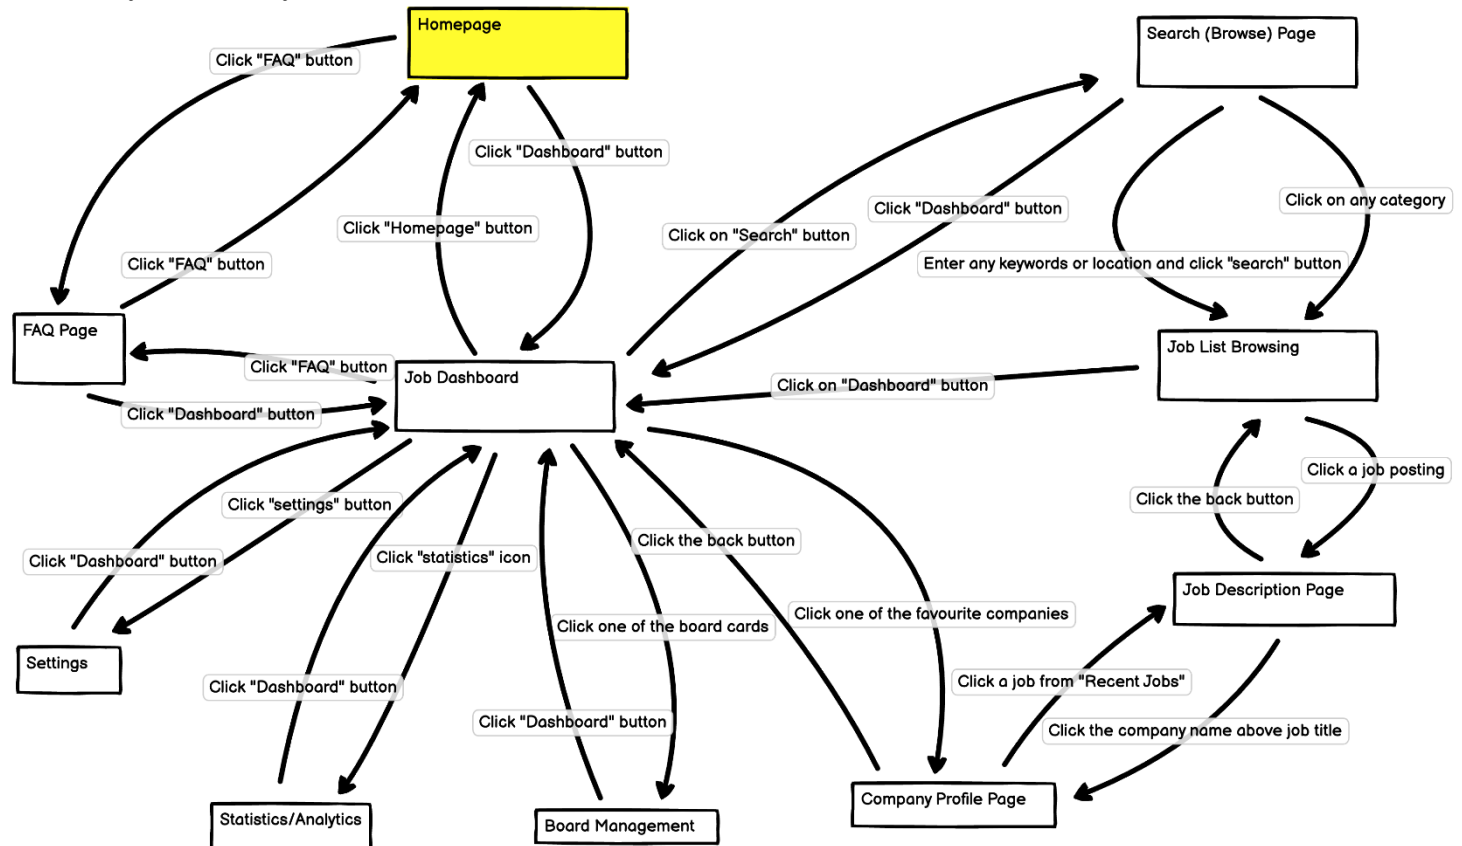 Homepage
Search (Browse) Page
Click "FAQ" button
Click "Dashboard" button
Click on any category
Click "Dashboard" button
Click "Homepage" button
Click on "Search" button
Click "FAQ" button
Enter any keywords or location and click "search" button
FAQ Page
Job List Browsing
Click "FAQ" button
Job Dashboard
Click on "Dashboard" button
Click "Dashboard" button
Click a job posting
Click the back button
Click "settings" button
Click the back button
Click "Dashboard" button
Click "statistics" icon
Job Description Page
Click one of the favourite companies
Click one of the board cards
Settings
Click a job from "Recent Jobs"
Click "Dashboard" button
Click "Dashboard" button
Click the company name above job title
Company Profile Page
Statistics/Analytics
Board Management